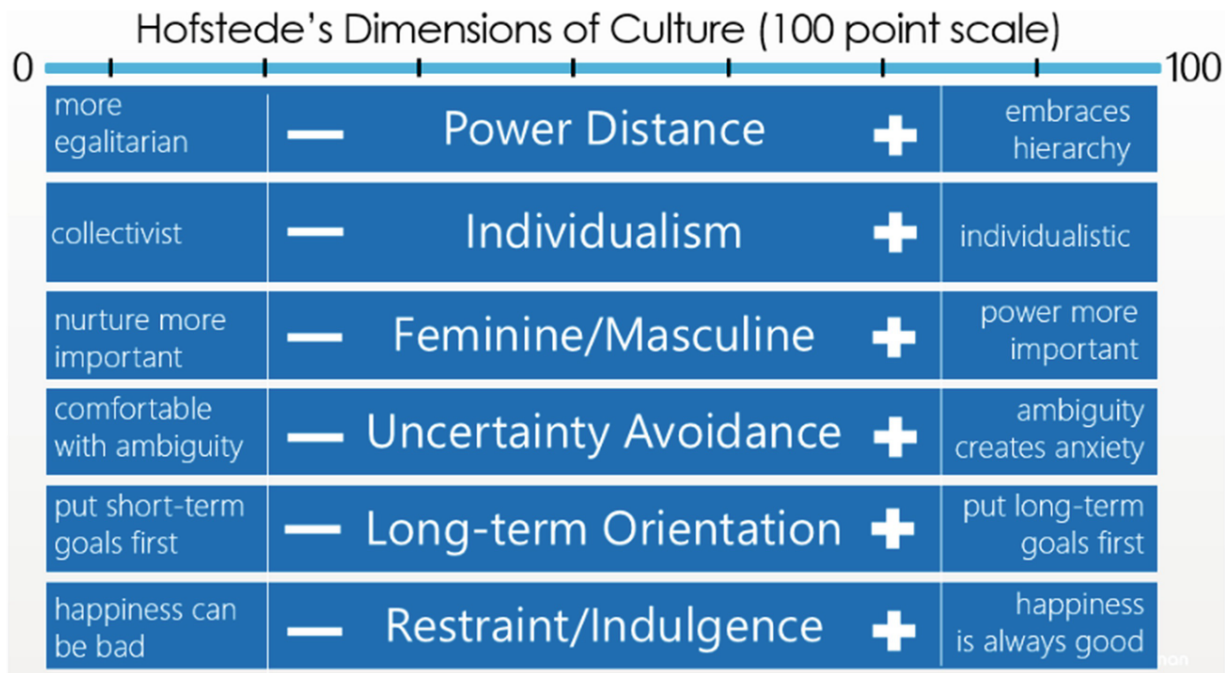 Hofstede's Dimensions of Culture (100 point scale)
0 100
more
egalitarian
— Power Distance +
embraces
hierarchy
collectivist
— Individualism +
individualistic
nurture more
important
— Feminine/Masculine +
power more
important
comfortable
with ambiguity
— Uncertainty Avoidance +
ambiguity
creates anxiety
put short-term
goals first
— Long-term Orientation +
put long-term
goals first
happiness can
be bad
— Restraint/Indulgence +
happiness
is always good